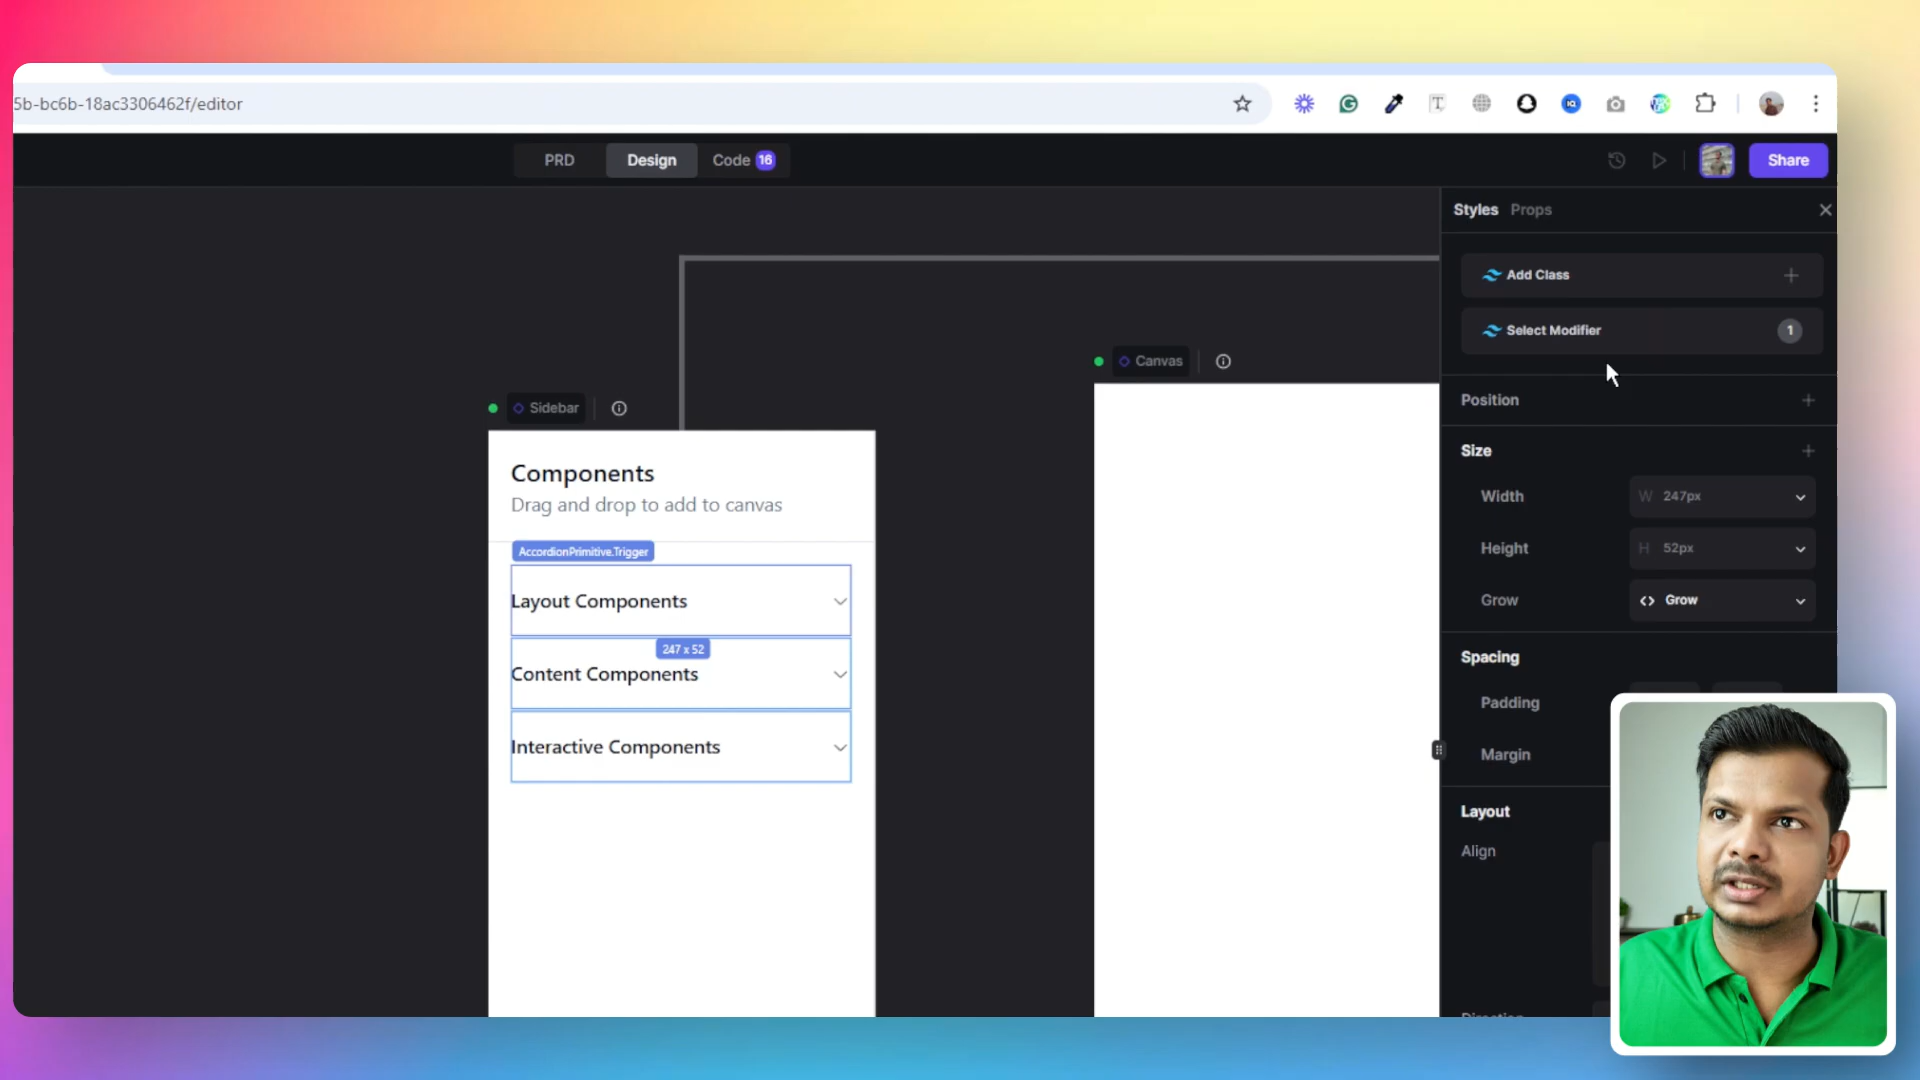 5b-bc6b-18ac3306462f/editor
PRD
Design
Code 16
Share
Styles Props
Add Class
Select Modifier 1
Position
Size
Width W 247px
Height H 52px
Grow Grow
Spacing
Padding
Margin
Layout
Align
Sidebar
Canvas
Components
Drag and drop to add to canvas
AccordionPrimitive.Trigger
Layout Components
247 x 52
Content Components
Interactive Components